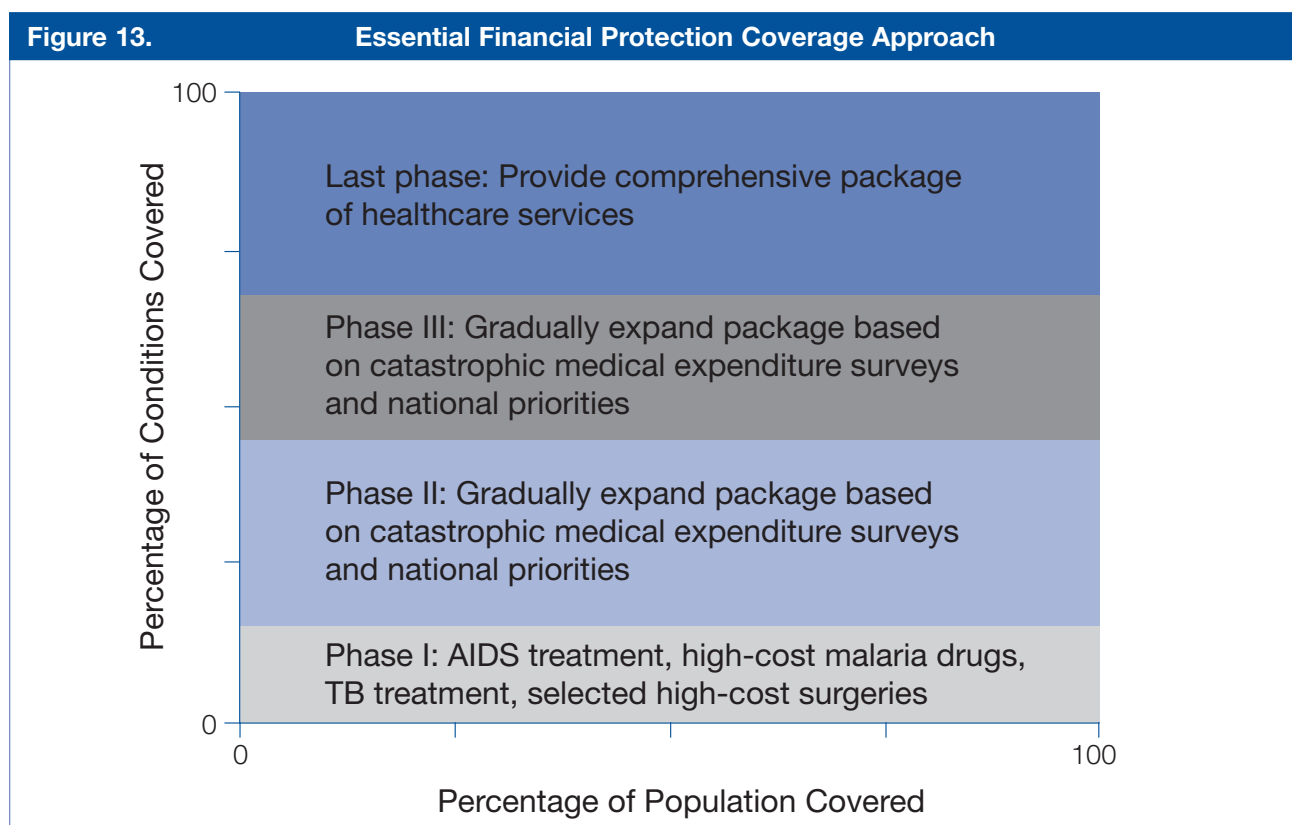 Figure 13. Essential Financial Protection Coverage Approach
100
Percentage of Conditions Covered
Last phase: Provide comprehensive package
of healthcare services
Phase III: Gradually expand package based
on catastrophic medical expenditure surveys
and national priorities
Phase II: Gradually expand package based
on catastrophic medical expenditure surveys
and national priorities
Phase I: AIDS treatment, high-cost malaria drugs,
TB treatment, selected high-cost surgeries
0
0 100
Percentage of Population Covered